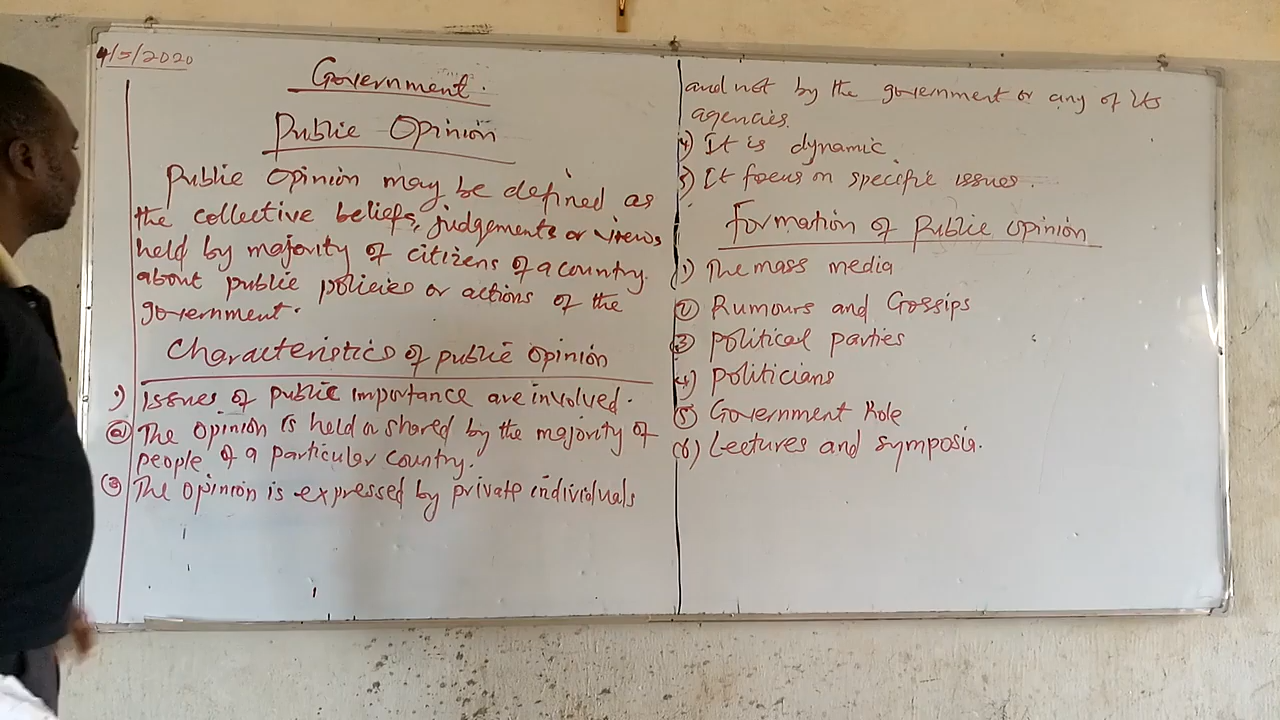 4/5/2020
Government.
Public Opinion
Public Opinion may be defined as
the collective beliefs, judgements or views
held by majority of citizens of a country.
about public policies or actions of the
government.
Characteristics of public opinion
1) Issues of public importance are involved.
② The opinion is held or shared by the majority of
people of a particular country.
③ The opinion is expressed by private individuals
and not by the government or any of its
agencies.
4) It is dynamic
5) It focus on specific issues.
Formation of Public opinion
1) The mass media
② Rumours and Gossips
③ political parties
4) politicians
⑤ Government Role
(6) Lectures and symposia.